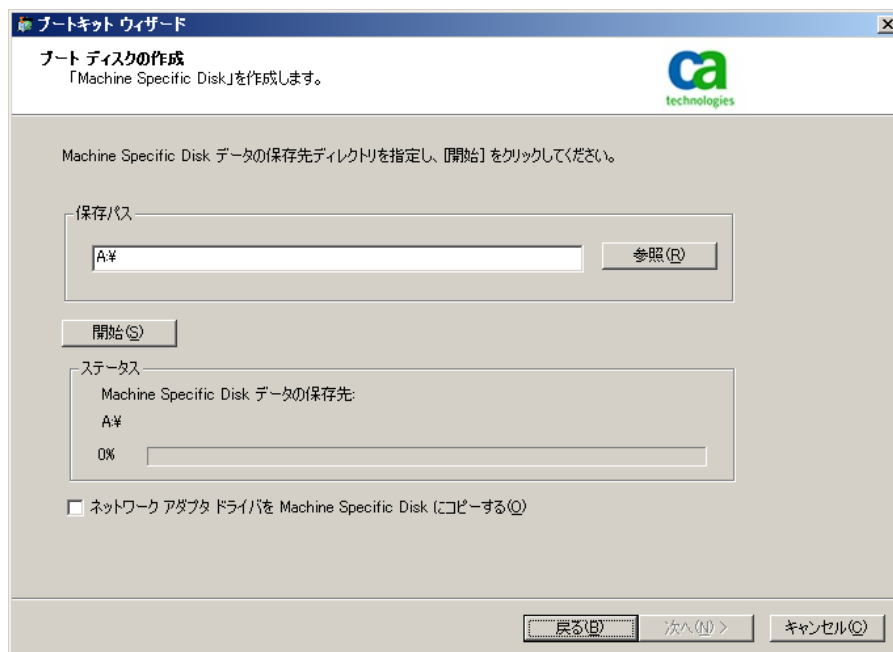 ブートキット ウィザード
ブート ディスクの作成
「Machine Specific Disk」を作成します。
ca
technologies
Machine Specific Disk データの保存先ディレクトリを指定し、[開始] をクリックしてください。
保存パス
A:¥
参照(R)
開始(S)
ステータス
Machine Specific Disk データの保存先:
A:¥
0%
ネットワーク アダプタ ドライバを Machine Specific Disk にコピーする(O)
戻る(B)
次へ(N) >
キャンセル(C)